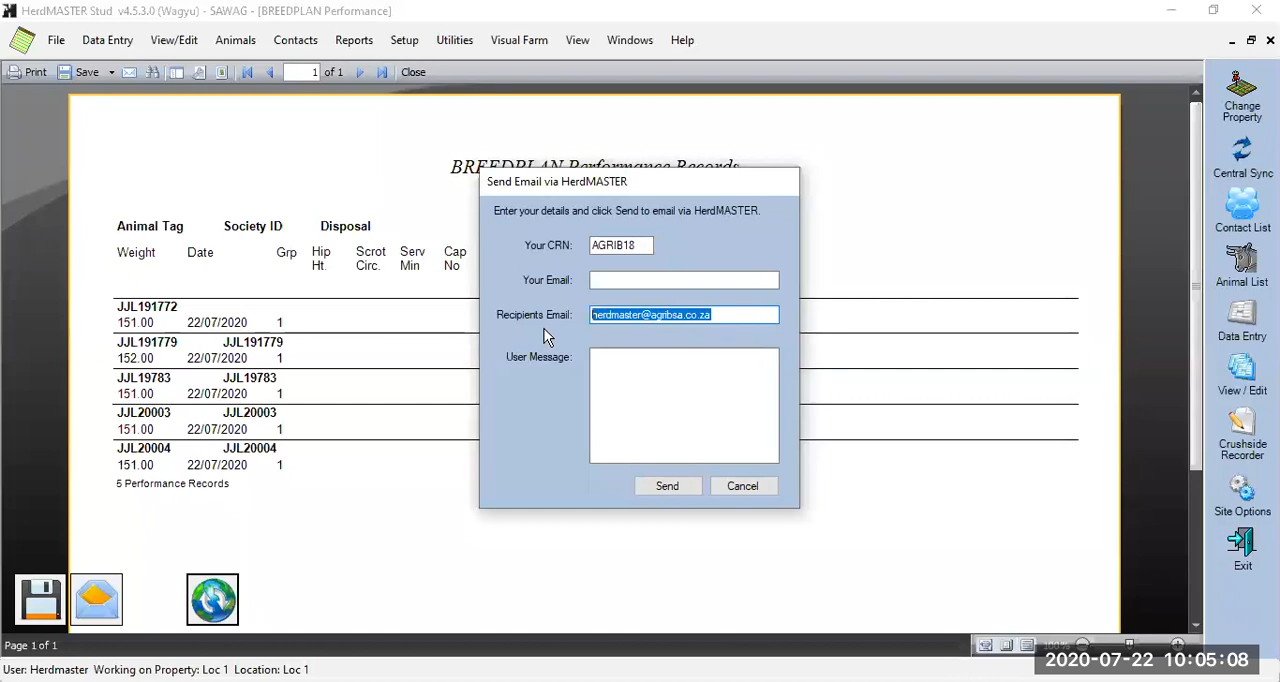 HerdMASTER Stud v4.5.3.0 (Wagyu) - SAWAG - [BREEDPLAN Performance]
File Data Entry View/Edit Animals Contacts Reports Setup Utilities Visual Farm View Windows Help
Print Save 1 of 1 Close
BREEDPLAN Performance Records
Animal Tag Society ID Disposal
Weight Date Grp Hip Ht. Scrot Circ. Serv Min Cap No
JJL191772
151.00 22/07/2020 1
JJL191779 JJL191779
152.00 22/07/2020 1
JJL19783 JJL19783
151.00 22/07/2020 1
JJL20003 JJL20003
151.00 22/07/2020 1
JJL20004 JJL20004
151.00 22/07/2020 1
5 Performance Records
Send Email via HerdMASTER
Enter your details and click Send to email via HerdMASTER.
Your CRN: AGRIB18
Your Email:
Recipients Email: herdmaster@agribsa.co.za
User Message:
Send Cancel
Change Property
Central Sync
Contact List
Animal List
Data Entry
View / Edit
Crushside Recorder
Site Options
Exit
Page 1 of 1 100%
2020-07-22 10:05:08
User: Herdmaster Working on Property: Loc 1 Location: Loc 1